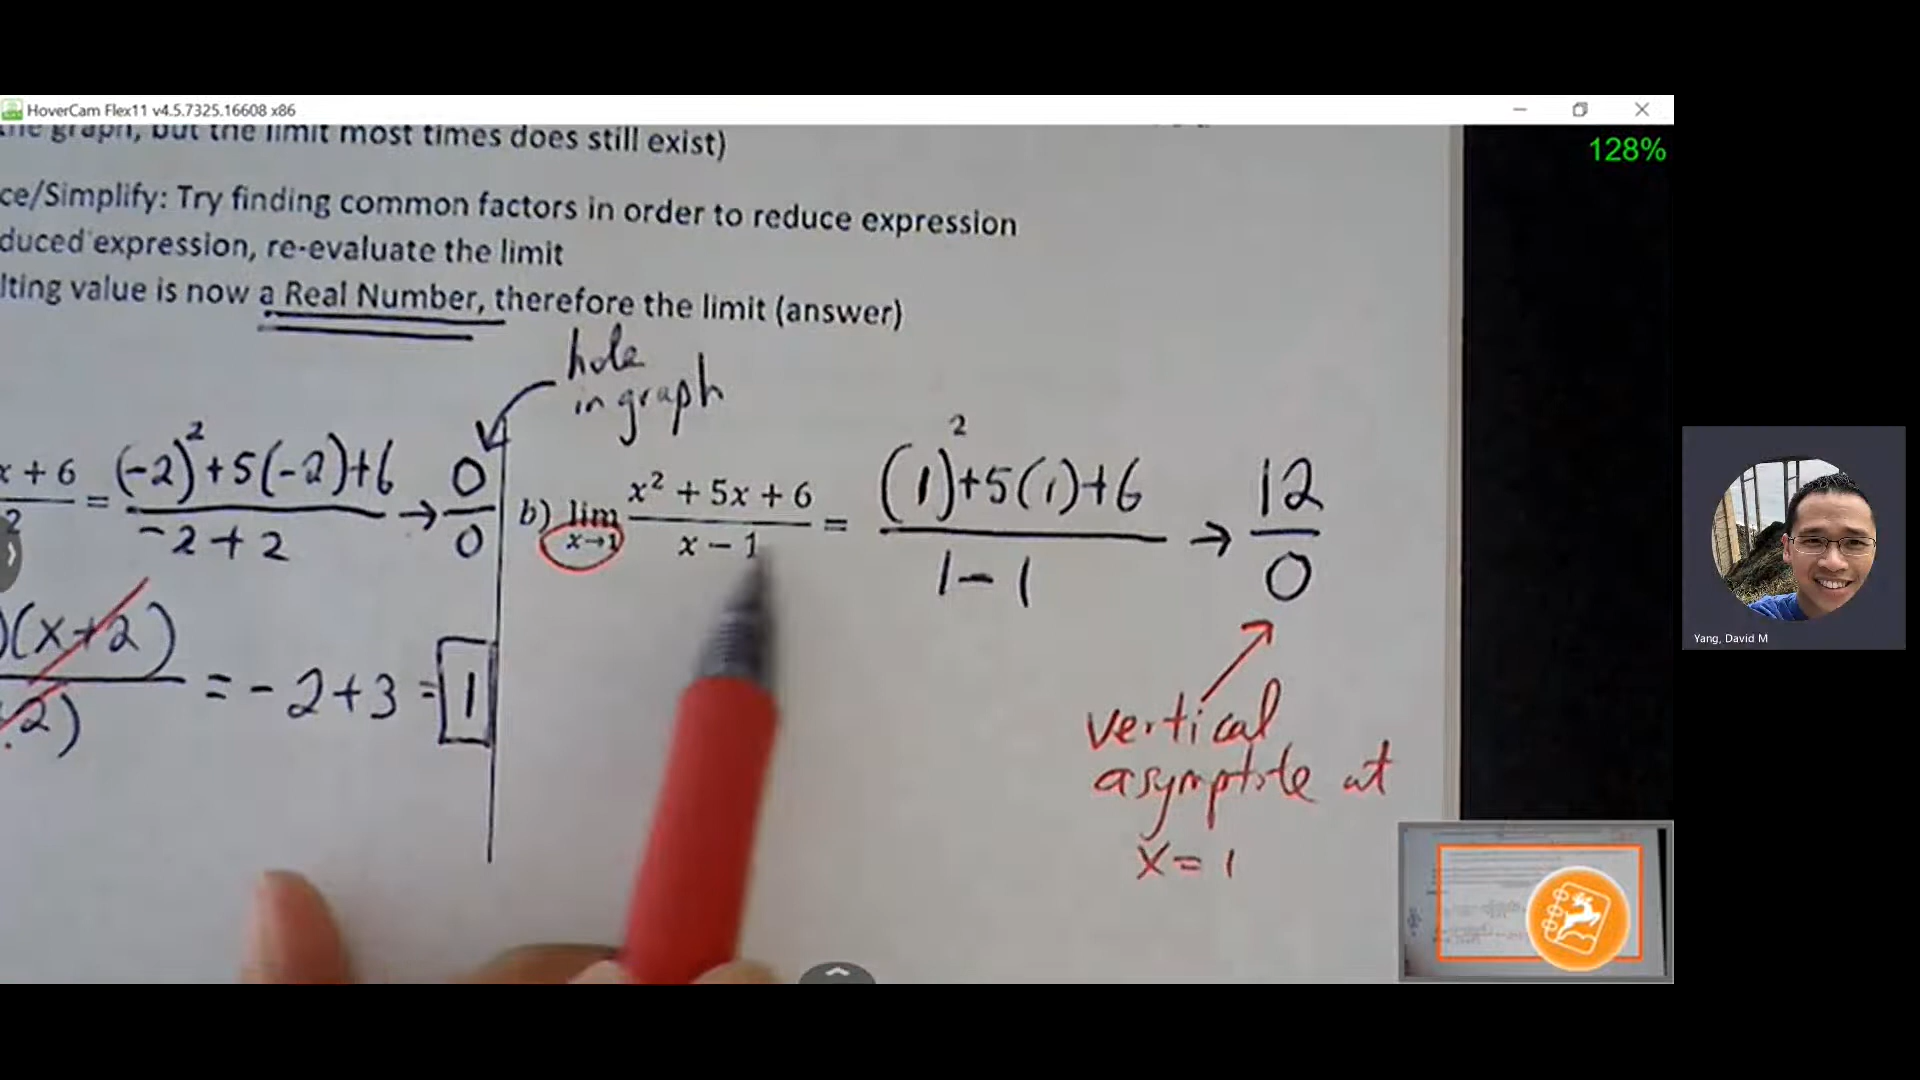 HoverCam Flex11 v4.5.7325.16608 x86
the graph, but the limit most times does still exist)
128%
ce/Simplify: Try finding common factors in order to reduce expression
duced expression, re-evaluate the limit
lting value is now a Real Number, therefore the limit (answer)
hole
in graph
x + 6 / 2 = (-2)² + 5(-2) + 6 / -2 + 2 → 0/0
)(x+2) / 2) = -2+3 = 1
b) lim x→1 x² + 5x + 6 / x − 1 = (1)² + 5(1) + 6 / 1 - 1 → 12/0
vertical
asymptote at
x = 1
Yang, David M